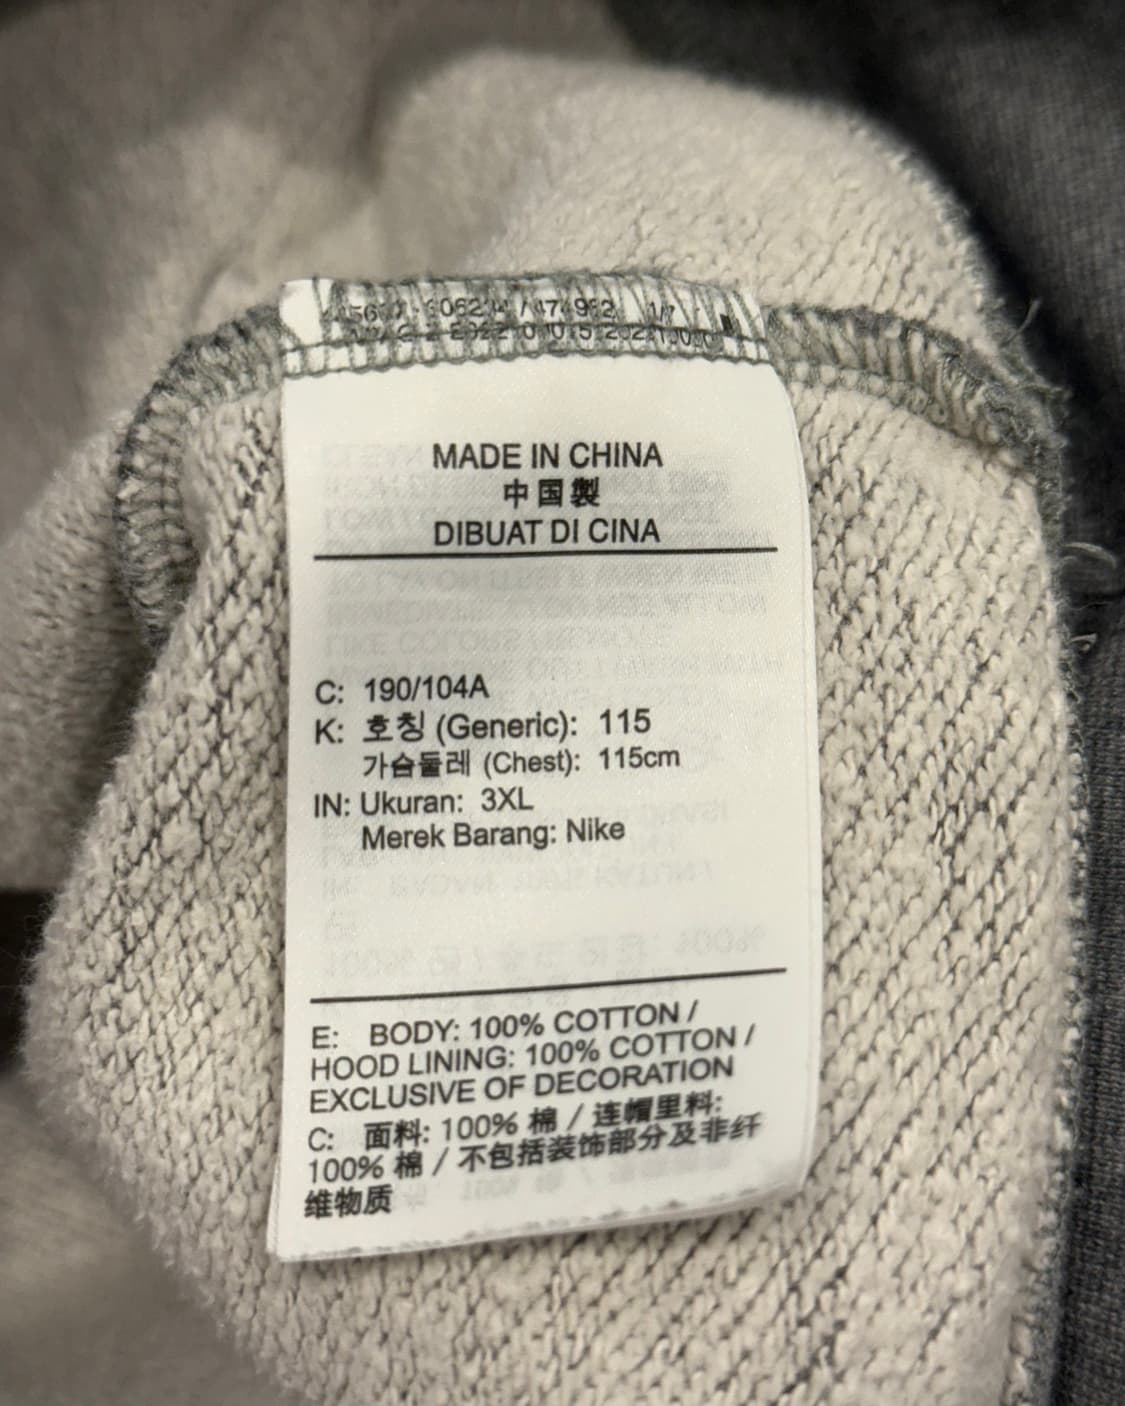 MADE IN CHINA
中国製
DIBUAT DI CINA
C: 190/104A
K: 호칭 (Generic): 115
가슴둘레 (Chest): 115cm
IN: Ukuran: 3XL
Merek Barang: Nike
E: BODY: 100% COTTON /
HOOD LINING: 100% COTTON /
EXCLUSIVE OF DECORATION
C: 面料: 100% 棉 / 连帽里料:
100% 棉 / 不包括装饰部分及非纤
维物质